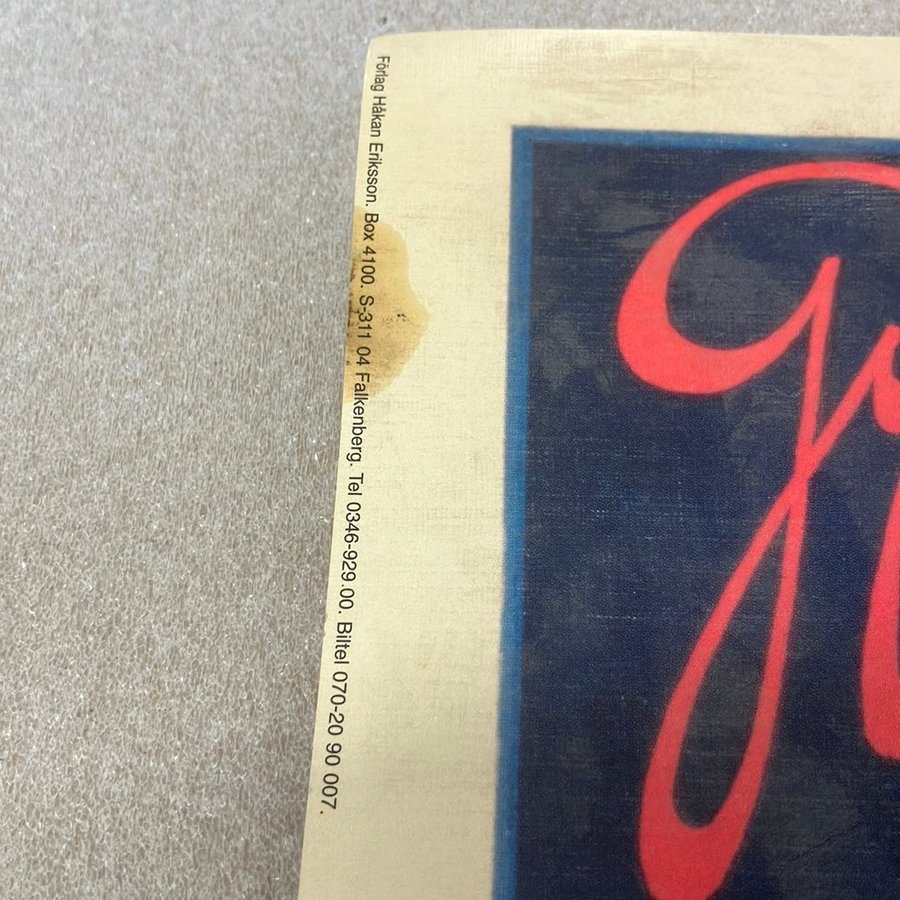 Förlag Håkan Eriksson. Box 4100. S-311 04 Falkenberg. Tel 0346-929.00. Biltel 070-20 90 007.